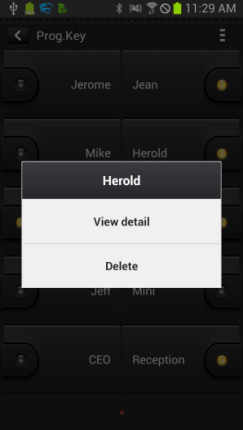 11:29 AM
Prog.Key
Jerome Jean
Mike Herold
Herold
View detail
Delete
Jeff Mini
CEO Reception